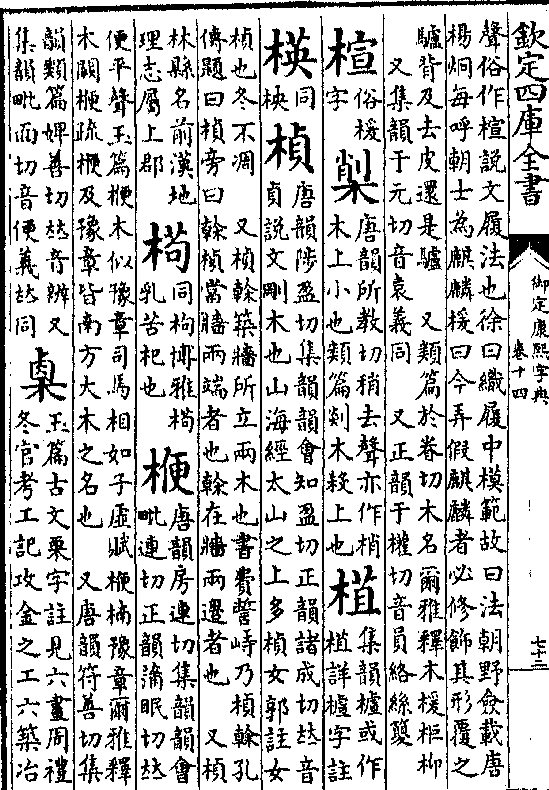 欽定四庫全書
御定康熙字典
卷十四
七十三
聲俗作楦說文履法也徐曰織履中模範故曰法朝野僉載唐
楊炯每呼朝士為麒麟楥曰今弄假麒麟者必修飾其形覆之
驢背及去皮還是驢　又類篇於眷切木名爾雅釋木楥柜柳
又集韻于元切音袁義同　又正韻于權切音員絡絲籰
楦
俗楥
字
唐韻所教切稍去聲亦作梢
木上小也類篇剡木殺上也
植
集韻櫨或作
植詳櫨字註
楧
同
柍
楨
唐韻陟盈切集韻韻會知盈切正韻諸成切𠀤音
貞說文剛木也山海經太山之上多楨女郭註女
楨也冬不凋　又楨榦築牆所立兩木也書費誓峙乃楨榦孔
傳題曰楨旁曰榦楨當牆兩端者也榦在牆兩邊者也　又楨
林縣名前漢地
理志屬上郡
同枸博雅
乳苦杞也
楩
唐韻房連切集韻韻會
毗連切正韻蒲眠切𠀤
便平聲玉篇楩木似豫章司馬相如子虛賦楩楠豫章爾雅釋
木闕楩疏楩及豫章皆南方大木之名也　又唐韻符善切集
韻類篇婢善切𠀤音辨又
集韻毗面切音便義𠀤同
㮚
玉篇古文栗字註見六畫周禮
冬官考工記攻金之工六築冶